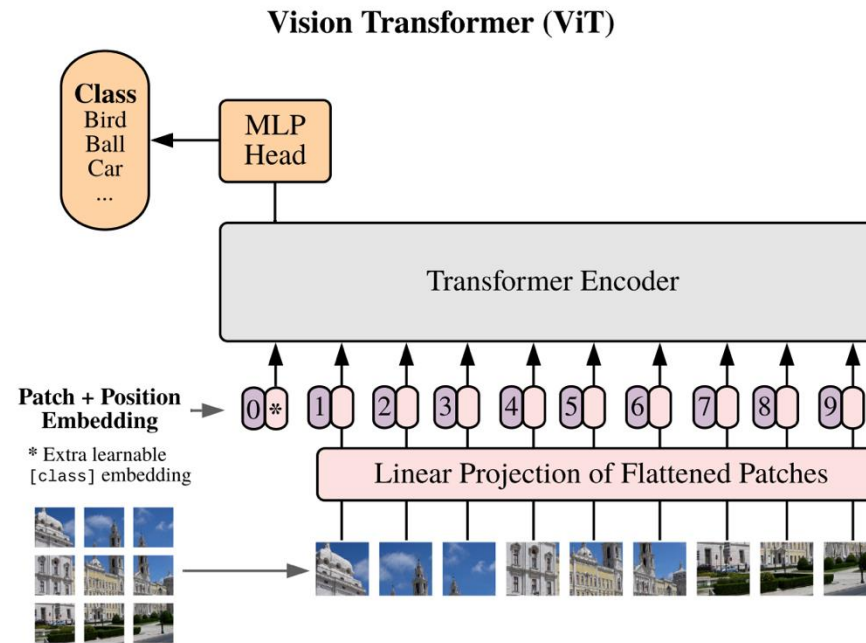 Vision Transformer (ViT)
Class
Bird
Ball
Car
...
MLP
Head
Transformer Encoder
Patch + Position
Embedding
0 * 1 2 3 4 5 6 7 8 9
* Extra learnable
[class] embedding
Linear Projection of Flattened Patches